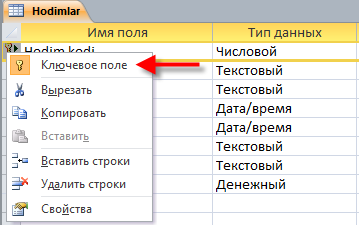 Hodimlar
Имя поля Тип данных
Hodim kodi Числовой
Ключевое поле Текстовый
Вырезать Текстовый
Копировать Дата/время
Вставить Дата/время
Вставить строки Текстовый
Удалить строки Текстовый
Свойства Денежный